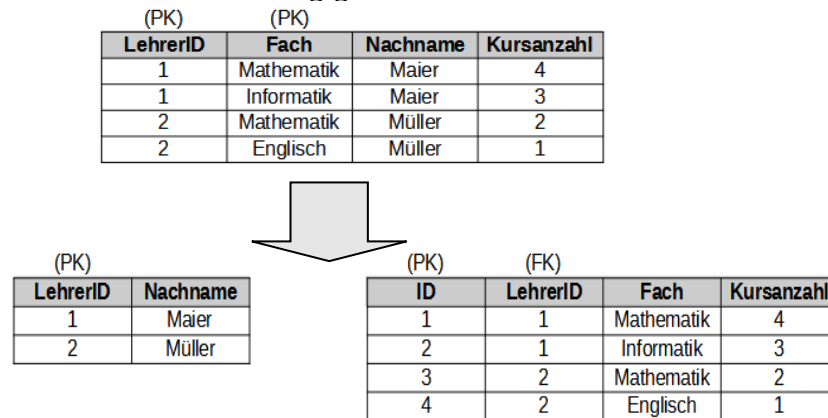 (PK) (PK)
LehrerID Fach Nachname Kursanzahl
1 Mathematik Maier 4
1 Informatik Maier 3
2 Mathematik Müller 2
2 Englisch Müller 1
(PK)
LehrerID Nachname
1 Maier
2 Müller
(PK) (FK)
ID LehrerID Fach Kursanzahl
1 1 Mathematik 4
2 1 Informatik 3
3 2 Mathematik 2
4 2 Englisch 1